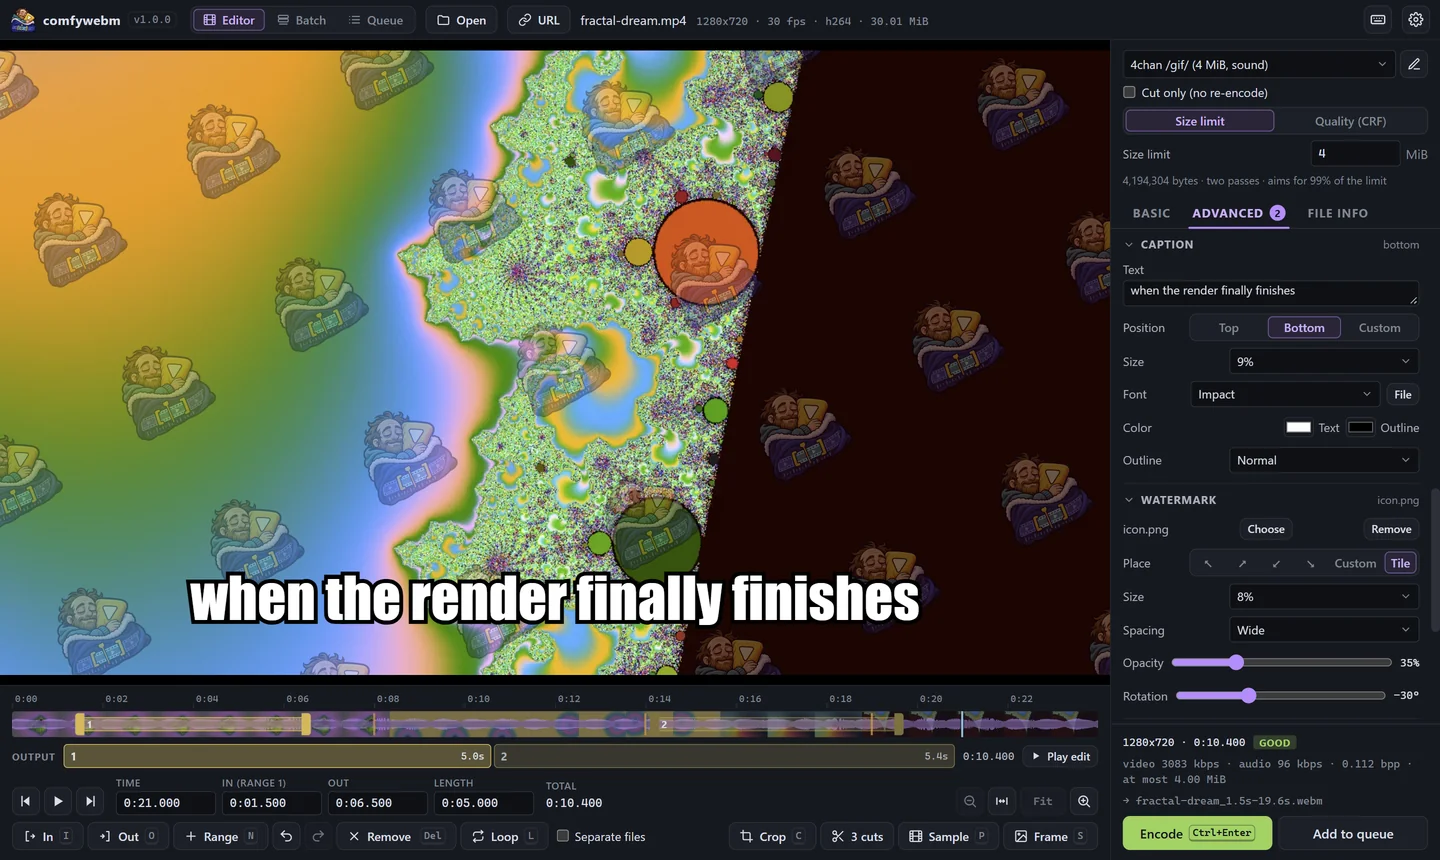 comfywebm v1.0.0 Editor Batch Queue Open URL fractal-dream.mp4 1280x720 · 30 fps · h264 · 30.01 MiB
4chan /gif/ (4 MiB, sound)
Cut only (no re-encode)
Size limit Quality (CRF)
Size limit 4 MiB
4,194,304 bytes · two passes · aims for 99% of the limit
BASIC ADVANCED 2 FILE INFO
CAPTION bottom
Text
when the render finally finishes
Position Top Bottom Custom
Size 9%
Font Impact File
Color Text Outline
Outline Normal
WATERMARK icon.png
icon.png Choose Remove
Place ↖ ↗ ↙ ↘ Custom Tile
Size 8%
Spacing Wide
Opacity 35%
Rotation −30°
1280x720 · 0:10.400 GOOD
video 3083 kbps · audio 96 kbps · 0.112 bpp ·
at most 4.00 MiB
→ fractal-dream_1.5s-19.6s.webm
Encode Ctrl+Enter Add to queue
when the render finally finishes
0:00 0:02 0:04 0:06 0:08 0:10 0:12 0:14 0:16 0:18 0:20 0:22
1 2
OUTPUT 1 5.0s 2 5.4s 0:10.400 Play edit
TIME IN (RANGE 1) OUT LENGTH TOTAL
0:21.000 0:01.500 0:06.500 0:05.000 0:10.400 Fit
In I Out O Range N Remove Del Loop L Separate files Crop C 3 cuts Sample P Frame S